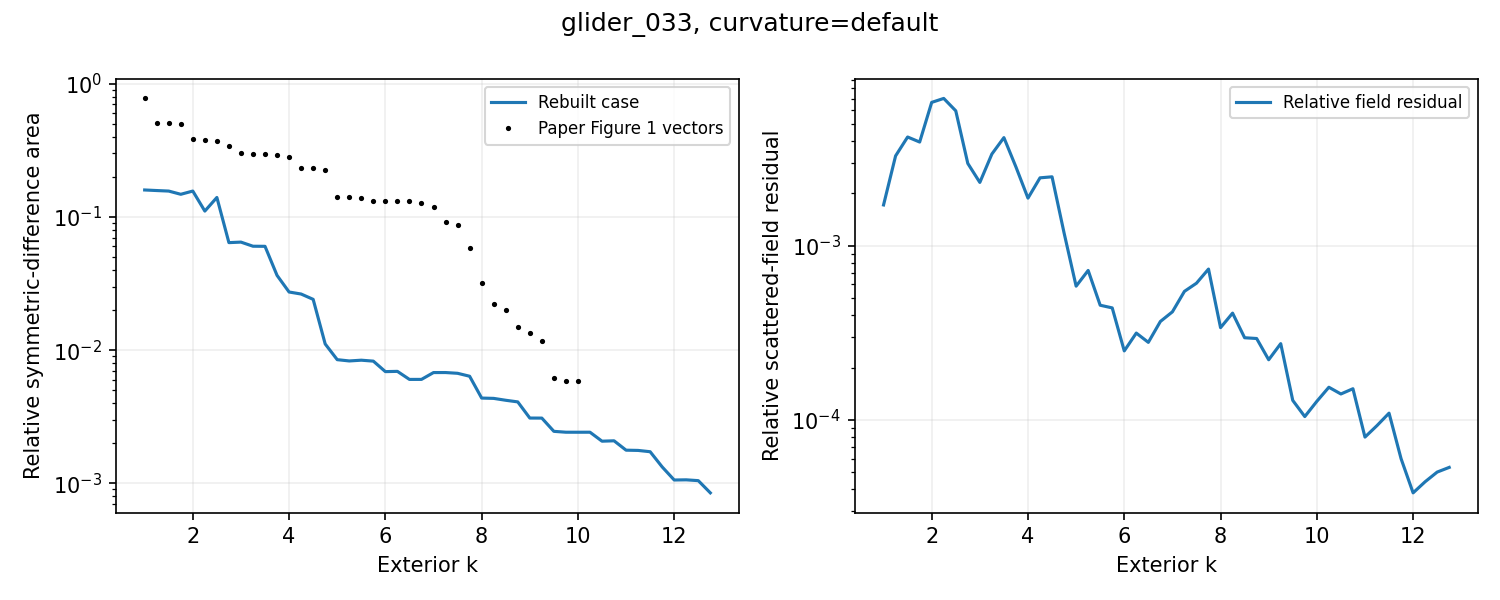 glider_033, curvature=default
Relative symmetric-difference area
10⁰
10⁻¹
10⁻²
10⁻³
Rebuilt case
Paper Figure 1 vectors
2 4 6 8 10 12
Exterior k
Relative scattered-field residual
10⁻³
10⁻⁴
Relative field residual
2 4 6 8 10 12
Exterior k